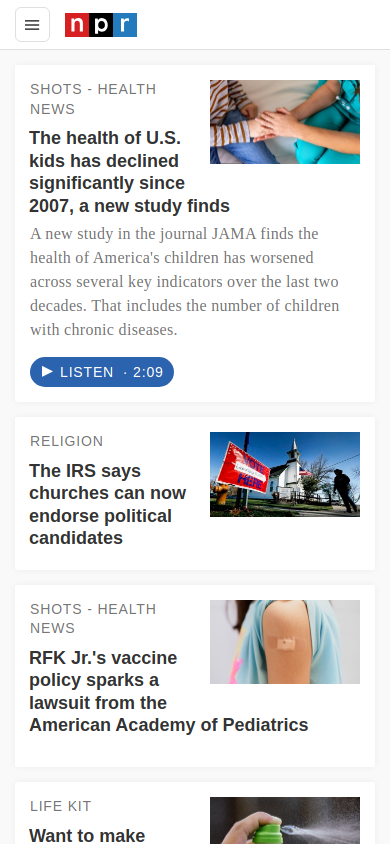 npr
SHOTS - HEALTH
NEWS
The health of U.S.
kids has declined
significantly since
2007, a new study finds
A new study in the journal JAMA finds the
health of America's children has worsened
across several key indicators over the last two
decades. That includes the number of children
with chronic diseases.
LISTEN · 2:09
RELIGION
The IRS says
churches can now
endorse political
candidates
VOTE
HERE
SHOTS - HEALTH
NEWS
RFK Jr.'s vaccine
policy sparks a
lawsuit from the
American Academy of Pediatrics
LIFE KIT
Want to make